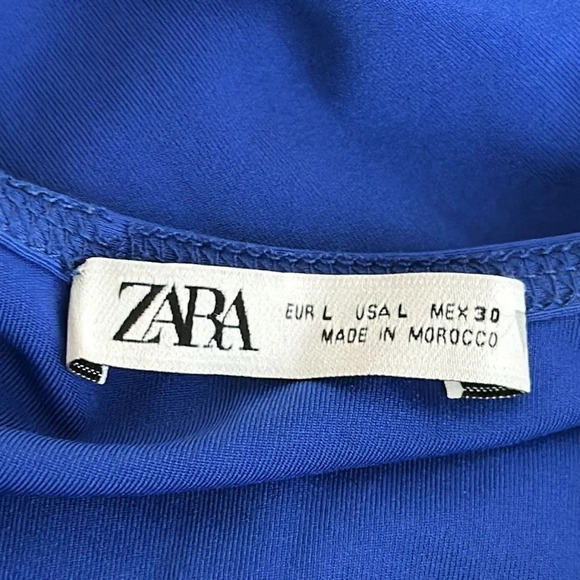 ZARA
EUR L USA L MEX 30
MADE IN MOROCCO